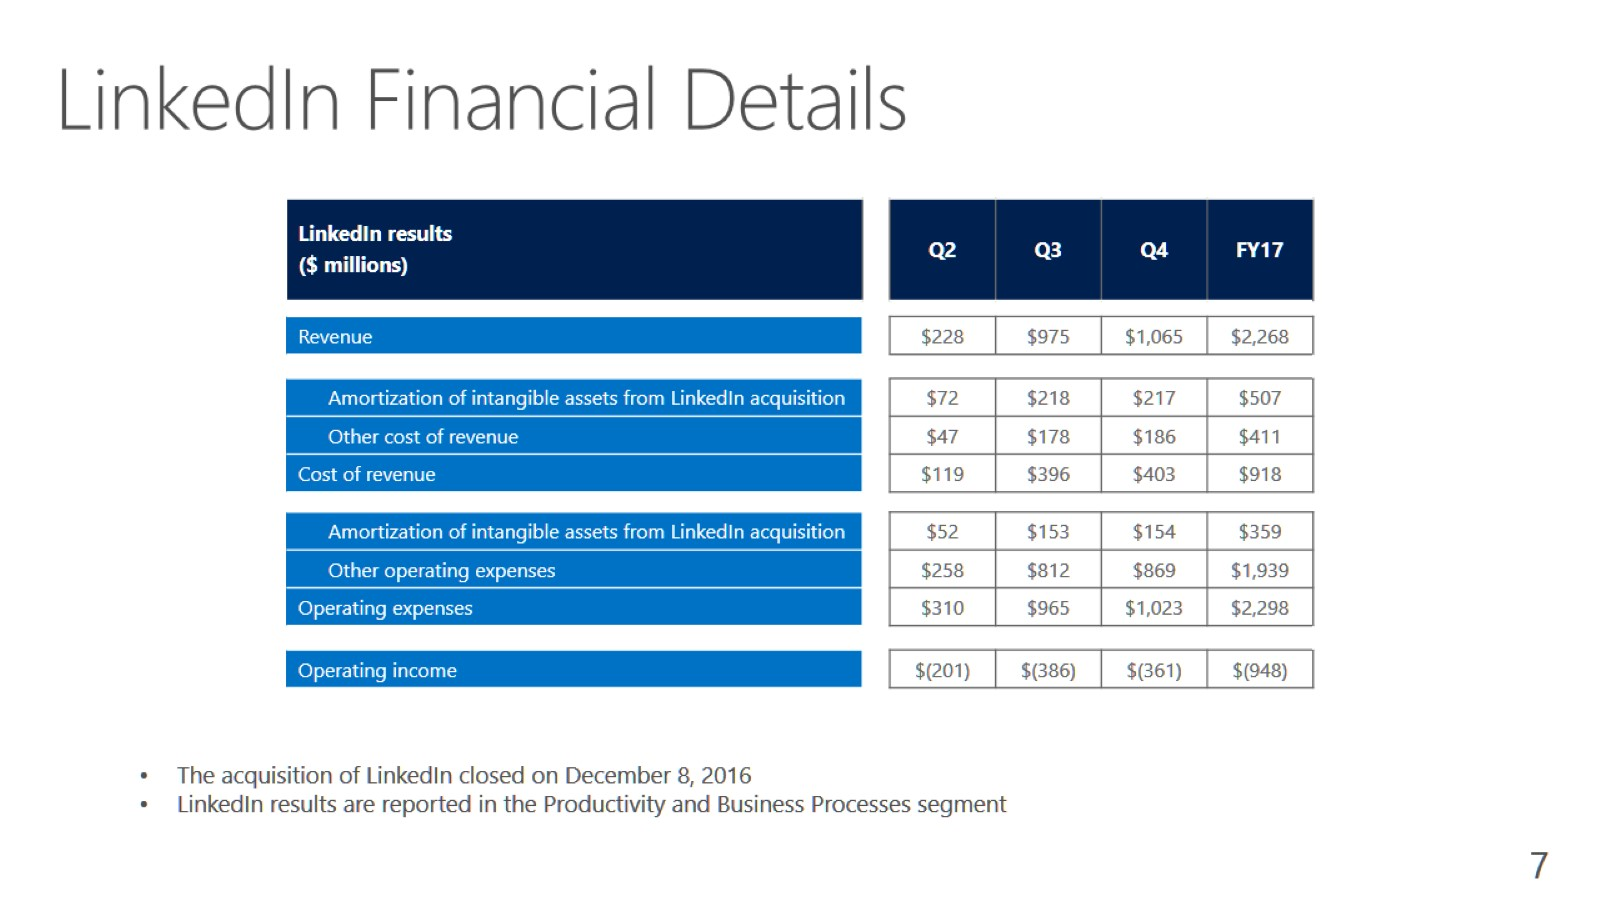 LinkedIn Financial Details
LinkedIn results
($ millions)
Q2 Q3 Q4 FY17
Revenue $228 $975 $1,065 $2,268
Amortization of intangible assets from LinkedIn acquisition $72 $218 $217 $507
Other cost of revenue $47 $178 $186 $411
Cost of revenue $119 $396 $403 $918
Amortization of intangible assets from LinkedIn acquisition $52 $153 $154 $359
Other operating expenses $258 $812 $869 $1,939
Operating expenses $310 $965 $1,023 $2,298
Operating income $(201) $(386) $(361) $(948)
• The acquisition of LinkedIn closed on December 8, 2016
• LinkedIn results are reported in the Productivity and Business Processes segment
7